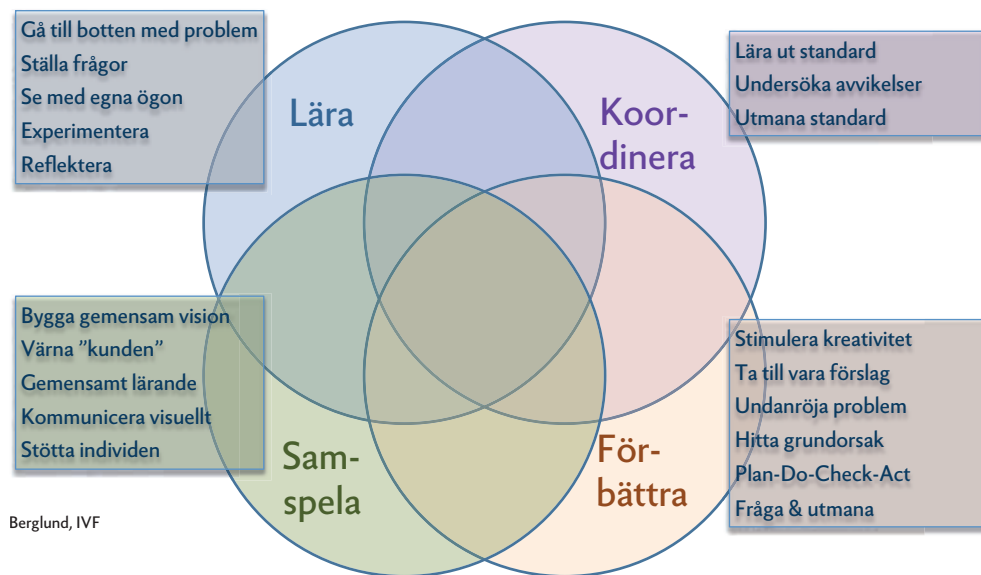 Gå till botten med problem
Ställa frågor
Se med egna ögon
Experimentera
Reflektera
Lära
Koor-
dinera
Lära ut standard
Undersöka avvikelser
Utmana standard
Bygga gemensam vision
Värna ”kunden”
Gemensamt lärande
Kommunicera visuellt
Stötta individen
Sam-
spela
För-
bättra
Stimulera kreativitet
Ta till vara förslag
Undanröja problem
Hitta grundorsak
Plan-Do-Check-Act
Fråga & utmana
Berglund, IVF